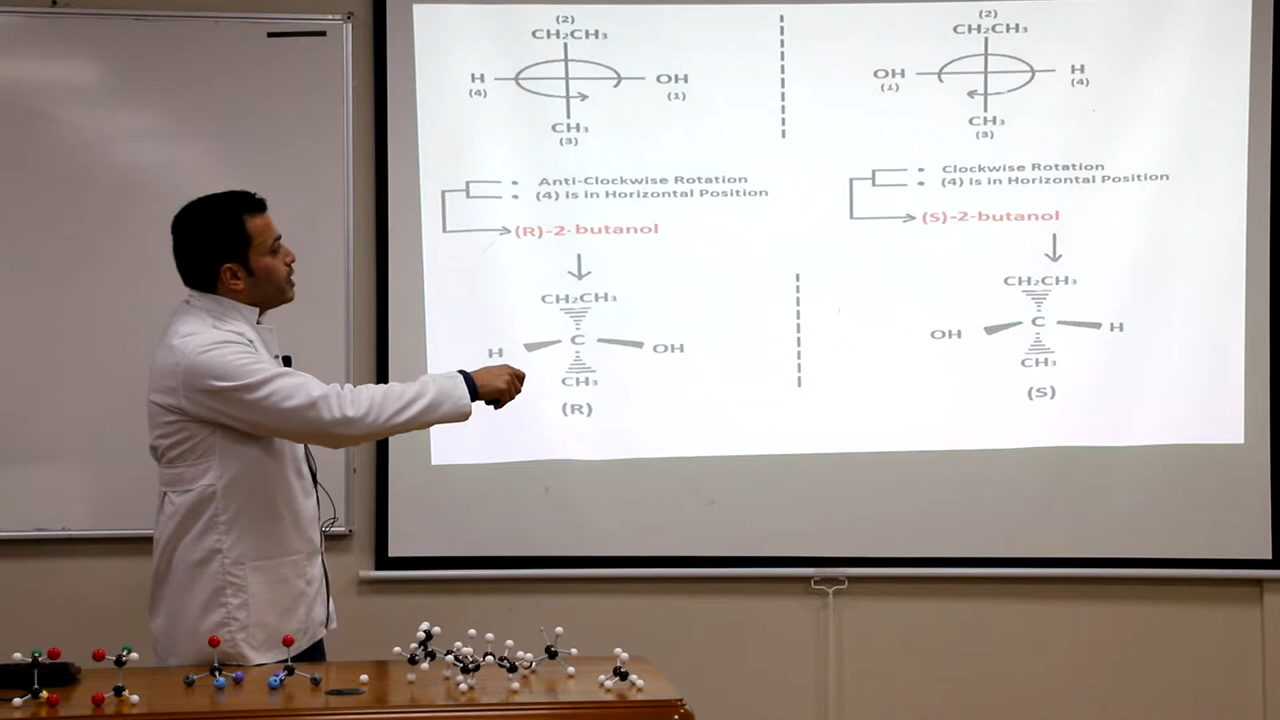 (2)
CH₂CH₃
H
OH
(4)
(1)
CH₃
(3)
: Anti-Clockwise Rotation
: (4) is in Horizontal Position
(R)-2-butanol
CH₂CH₃
C
H
OH
CH₃
(R)
(2)
CH₂CH₃
OH
H
(1)
(4)
CH₃
(3)
: Clockwise Rotation
: (4) is in Horizontal Position
(S)-2-butanol
CH₂CH₃
C
OH
H
CH₃
(S)